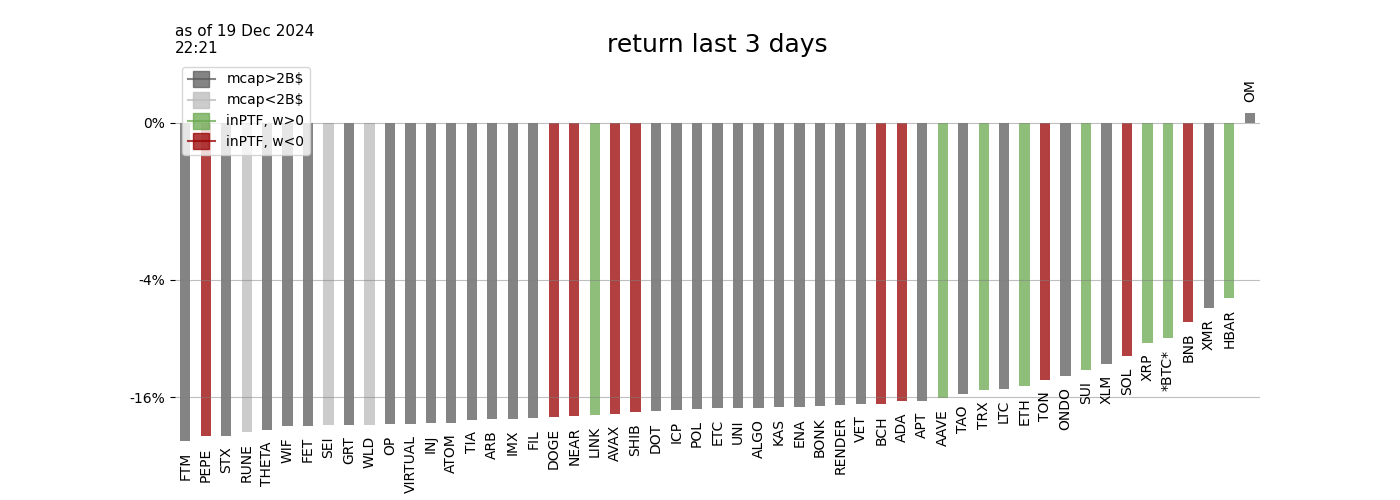 as of 19 Dec 2024
22:21
return last 3 days
mcap>2B$
mcap<2B$
inPTF, w>0
inPTF, w<0
0%
-4%
-16%
FTM
PEPE
STX
RUNE
THETA
WIF
FET
SEI
GRT
WLD
OP
VIRTUAL
INJ
ATOM
TIA
ARB
IMX
FIL
DOGE
NEAR
LINK
AVAX
SHIB
DOT
ICP
POL
ETC
UNI
ALGO
KAS
ENA
BONK
RENDER
VET
BCH
ADA
APT
AAVE
TAO
TRX
LTC
ETH
TON
ONDO
SUI
XLM
SOL
XRP
*BTC*
BNB
XMR
HBAR
OM